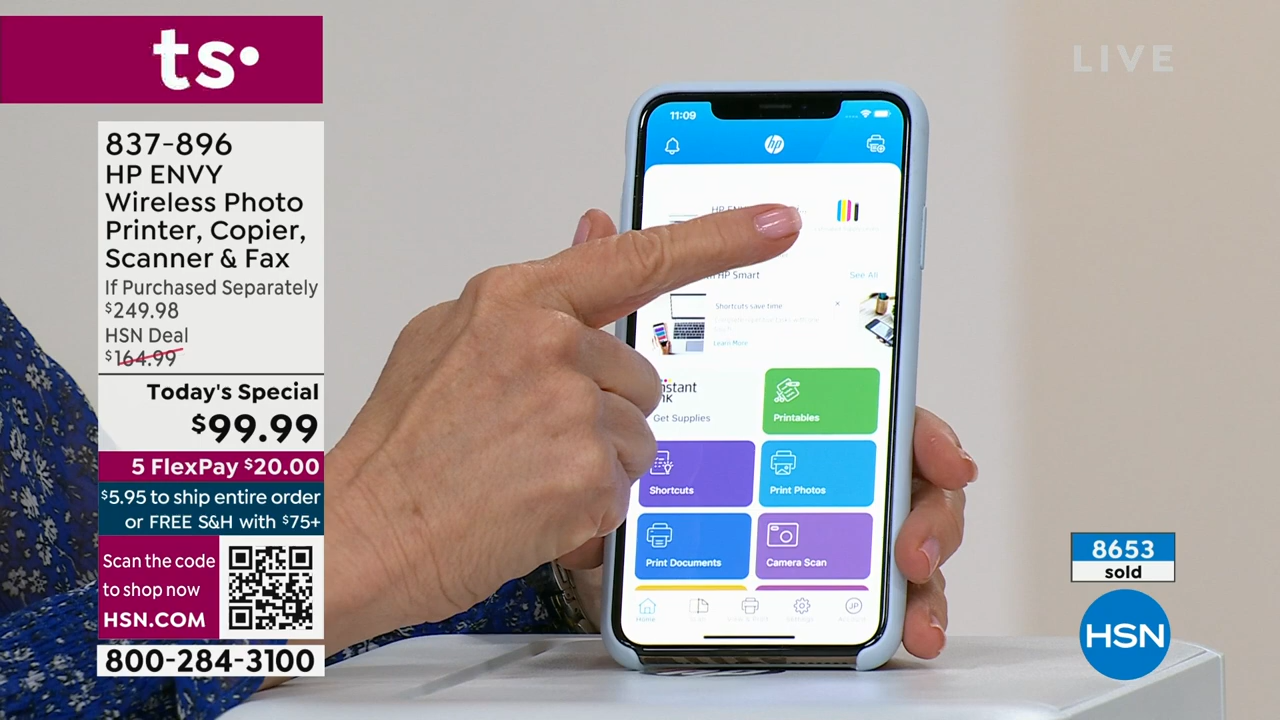 ts.
LIVE
837-896
HP ENVY
Wireless Photo
Printer, Copier,
Scanner & Fax
If Purchased Separately
$249.98
HSN Deal
$164.99
Today's Special
$99.99
5 FlexPay $20.00
$5.95 to ship entire order
or FREE S&H with $75+
Scan the code
to shop now
HSN.COM
800-284-3100
11:09
hp
HP
HP Smart
See All
Shortcuts save time
Learn More
Get Supplies
Printables
Shortcuts
Print Photos
Print Documents
Camera Scan
Home
JP
8653
sold
HSN